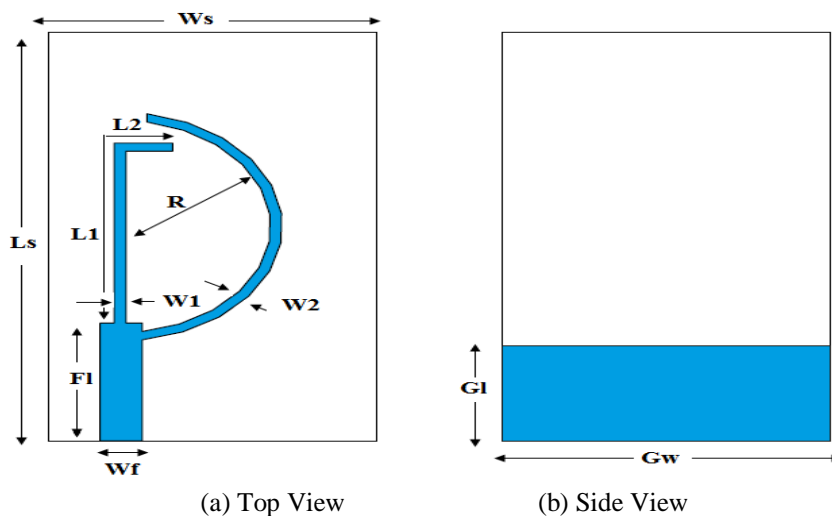 Ws
L2
R
L1
Ls
W1
W2
Fl
Wf
Gl
Gw
(a) Top View
(b) Side View